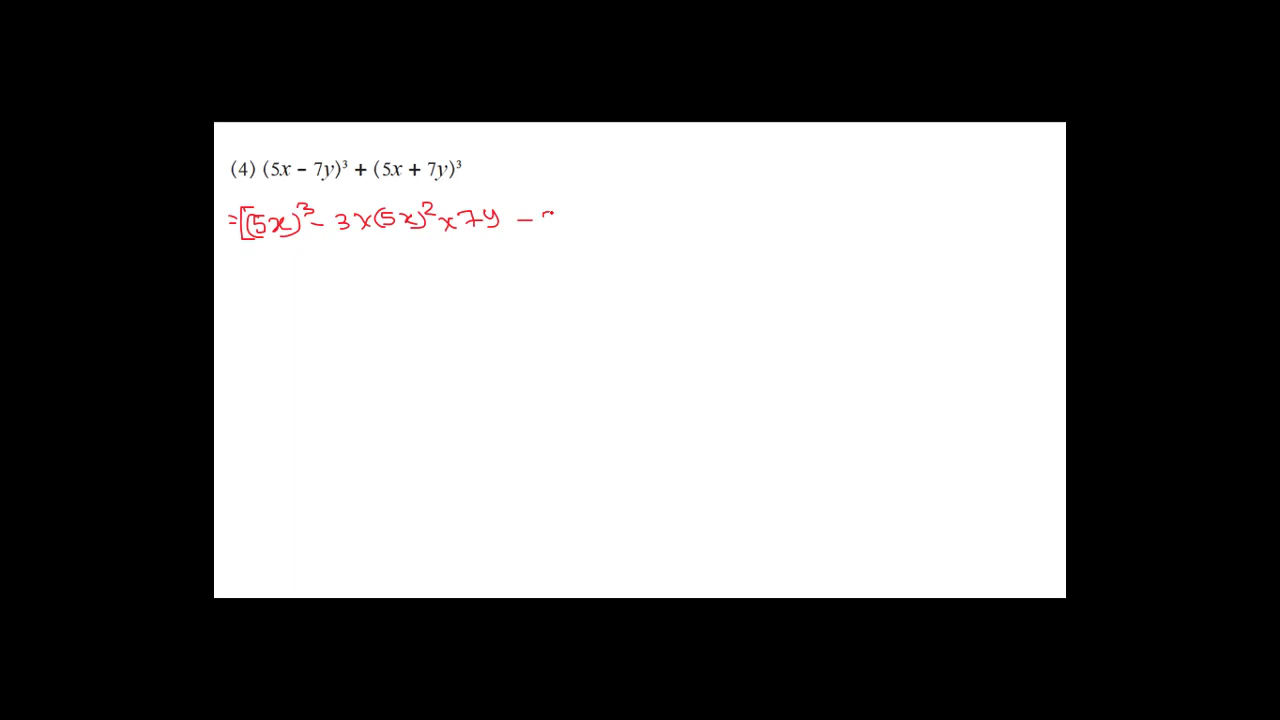 (4) (5x – 7y)³ + (5x + 7y)³
= [(5x)³ – 3 x (5x)² x 7y –